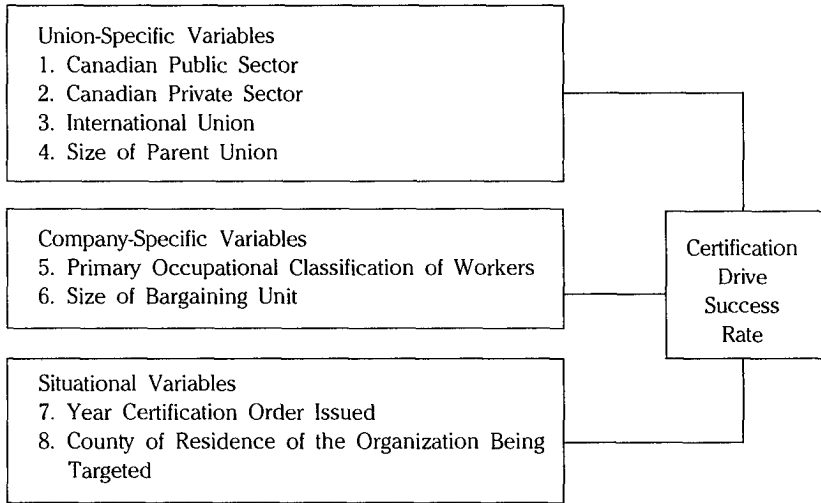 Union-Specific Variables
1. Canadian Public Sector
2. Canadian Private Sector
3. International Union
4. Size of Parent Union
Company-Specific Variables
5. Primary Occupational Classification of Workers
6. Size of Bargaining Unit
Situational Variables
7. Year Certification Order Issued
8. County of Residence of the Organization Being
Targeted
Certification
Drive
Success
Rate